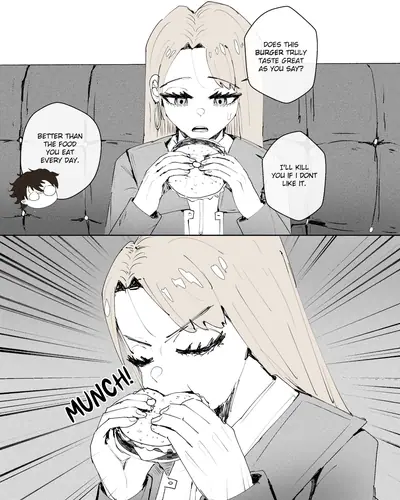 DOES THIS
BURGER TRULY
TASTE GREAT
AS YOU SAY?
BETTER THAN
THE FOOD
YOU EAT
EVERY DAY.
I'LL KILL
YOU IF I DONT
LIKE IT.
MUNCH!